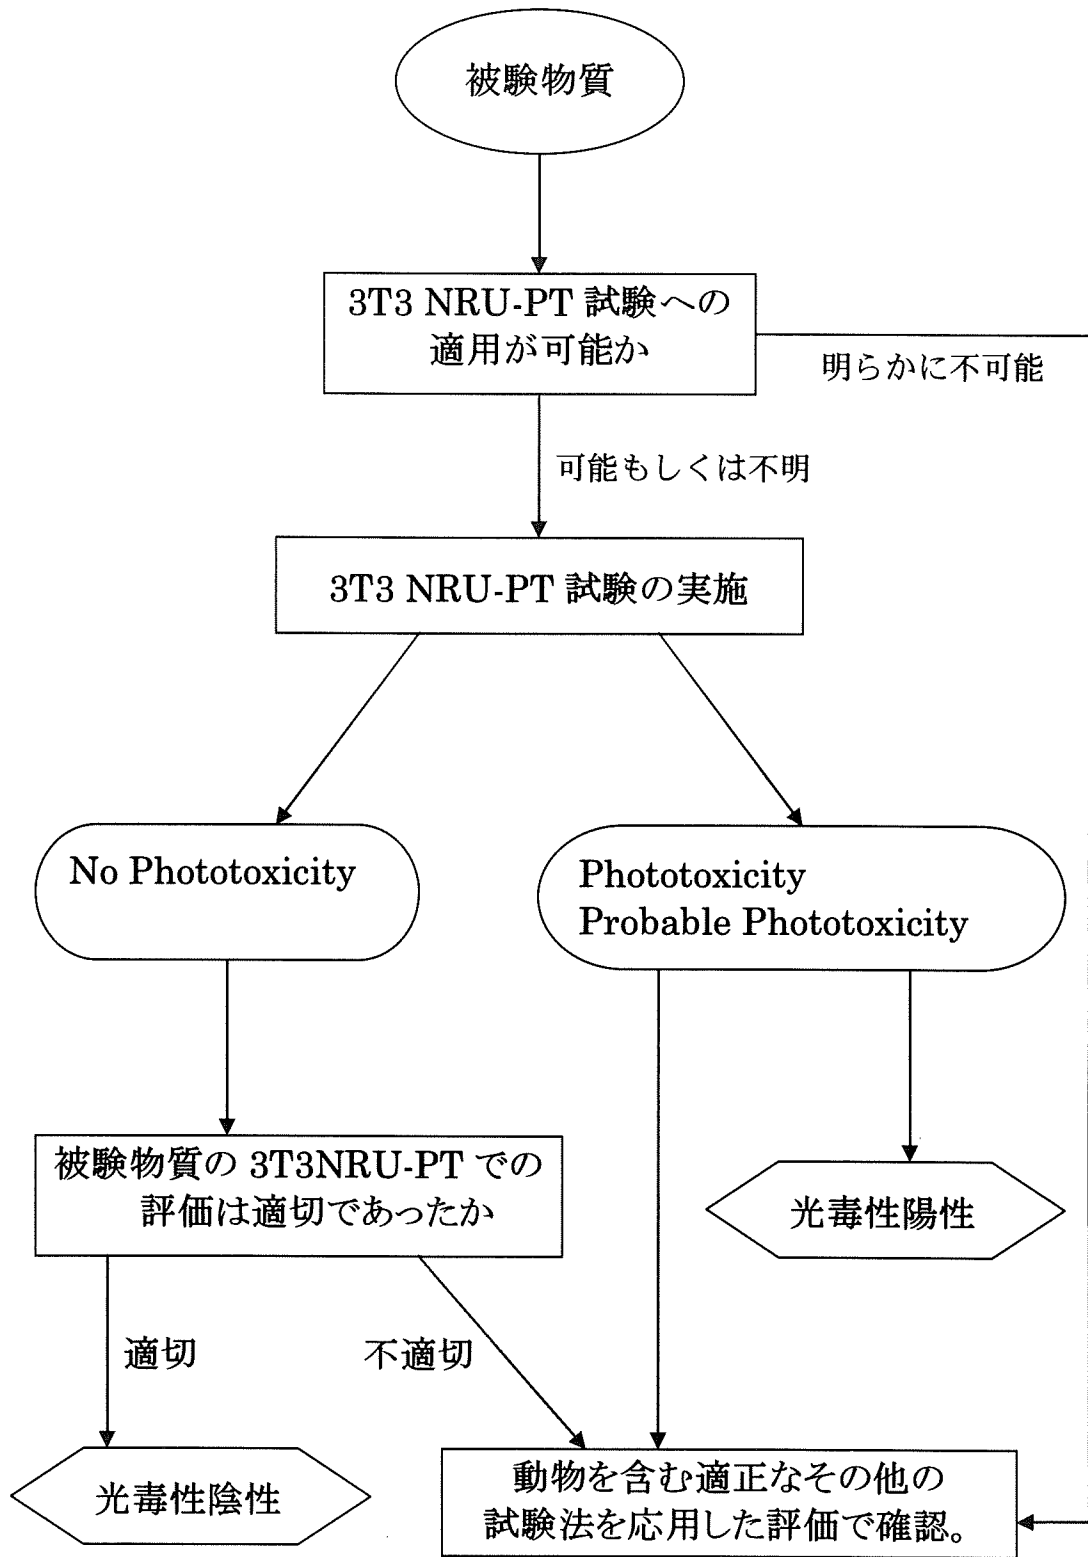 被験物質
3T3 NRU-PT 試験への
適用が可能か
明らかに不可能
可能もしくは不明
3T3 NRU-PT 試験の実施
No Phototoxicity
Phototoxicity
Probable Phototoxicity
被験物質の 3T3NRU-PT での
評価は適切であったか
光毒性陽性
適切
不適切
光毒性陰性
動物を含む適正なその他の
試験法を応用した評価で確認。